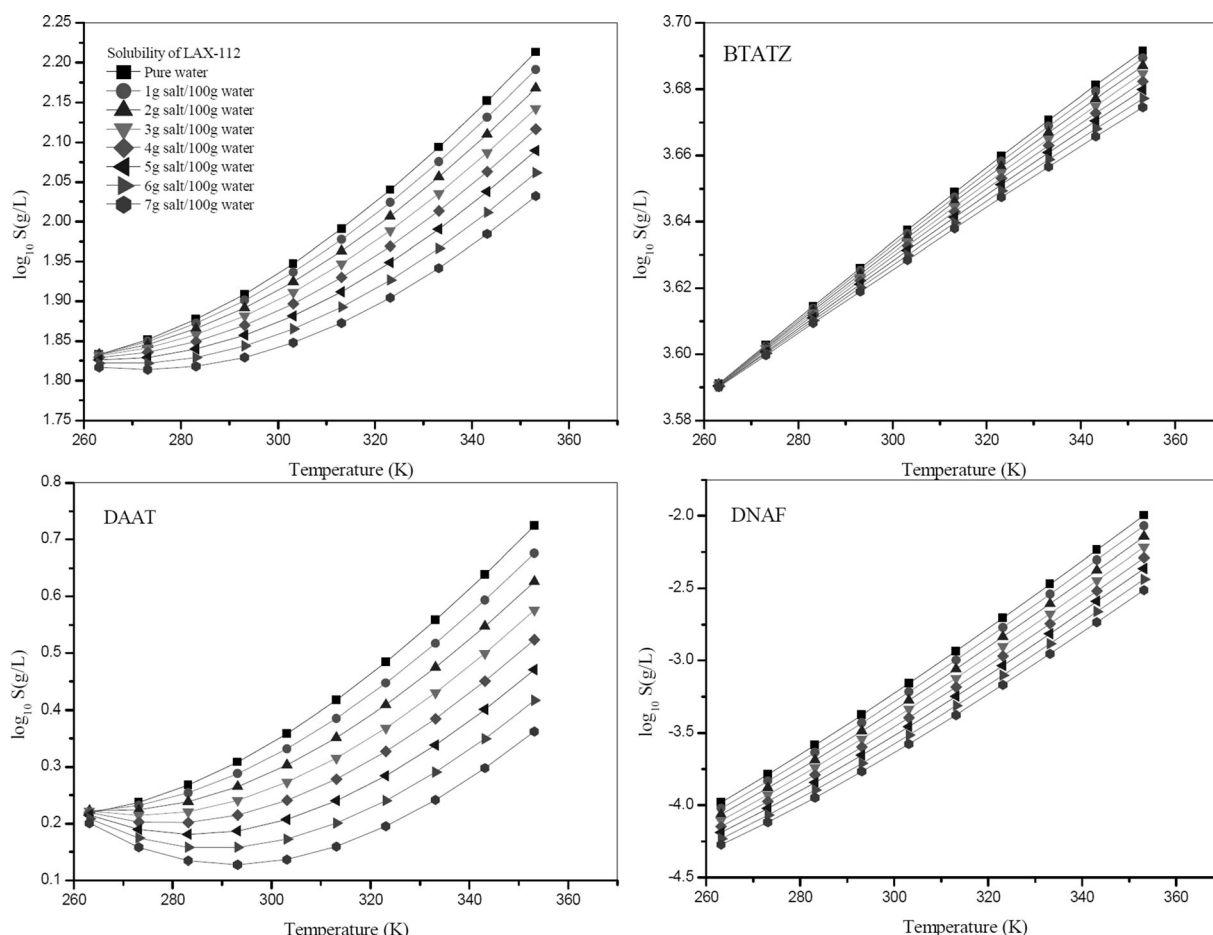 Solubility of LAX-112
Pure water
1g salt/100g water
2g salt/100g water
3g salt/100g water
4g salt/100g water
5g salt/100g water
6g salt/100g water
7g salt/100g water
2.25
2.20
2.15
2.10
2.05
2.00
1.95
1.90
1.85
1.80
1.75
log₁₀ S(g/L)
260 280 300 320 340 360
Temperature (K)
BTATZ
3.70
3.68
3.66
3.64
3.62
3.60
3.58
log₁₀ S(g/L)
260 280 300 320 340 360
Temperature (K)
DAAT
0.8
0.7
0.6
0.5
0.4
0.3
0.2
0.1
log₁₀ S(g/L)
260 280 300 320 340 360
Temperature (K)
DNAF
-2.0
-2.5
-3.0
-3.5
-4.0
-4.5
log₁₀ S(g/L)
260 280 300 320 340 360
Temperature (K)